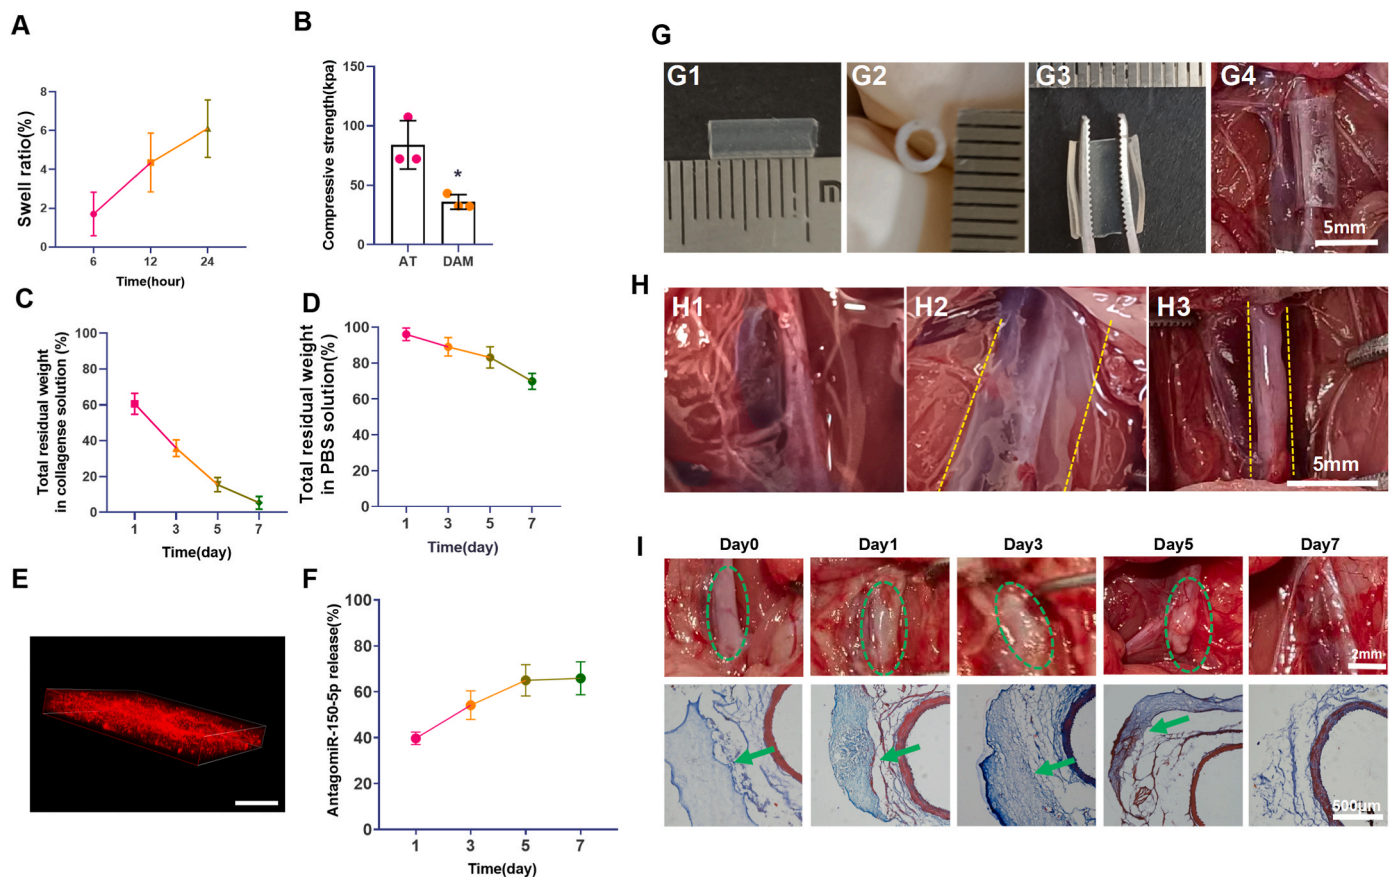 A
Swell ratio(%)
8
6
4
2
0
6 12 24
Time(hour)
B
Compressive strength(kpa)
150
100
50
0
*
AT DAM
C
Total residual weight
in collagense solution (%)
100
80
60
40
20
0
1 3 5 7
Time(day)
D
Total residual weight
in PBS solution(%)
100
80
60
40
20
0
1 3 5 7
Time(day)
E
F
AntagomiR-150-5p release(%)
100
80
60
40
20
0
1 3 5 7
Time(day)
G
G1 G2 G3 G4
m
5mm
H
H1 H2 H3
5mm
I
Day0 Day1 Day3 Day5 Day7
2mm
500μm